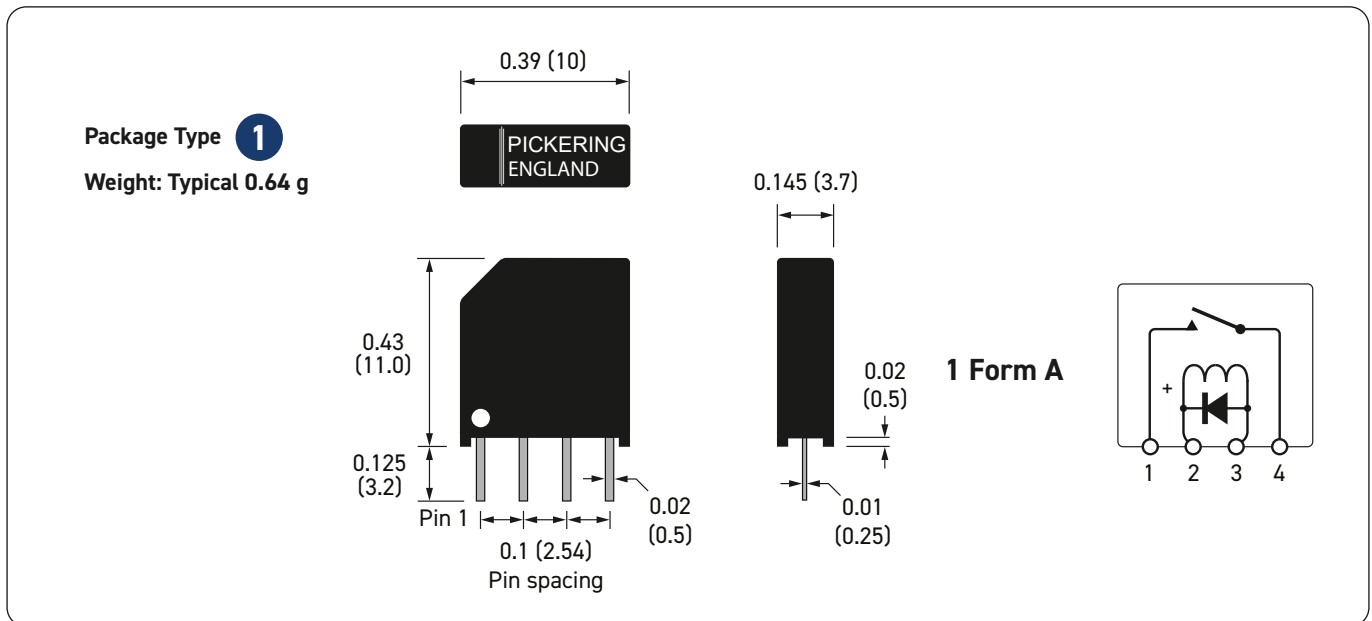 0.39 (10)
Package Type 1
PICKERING
ENGLAND
Weight: Typical 0.64 g
0.145 (3.7)
0.43
(11.0)
0.02
(0.5)
1 Form A
+
1 2 3 4
0.125
(3.2)
Pin 1
0.02
(0.5)
0.01
(0.25)
0.1 (2.54)
Pin spacing